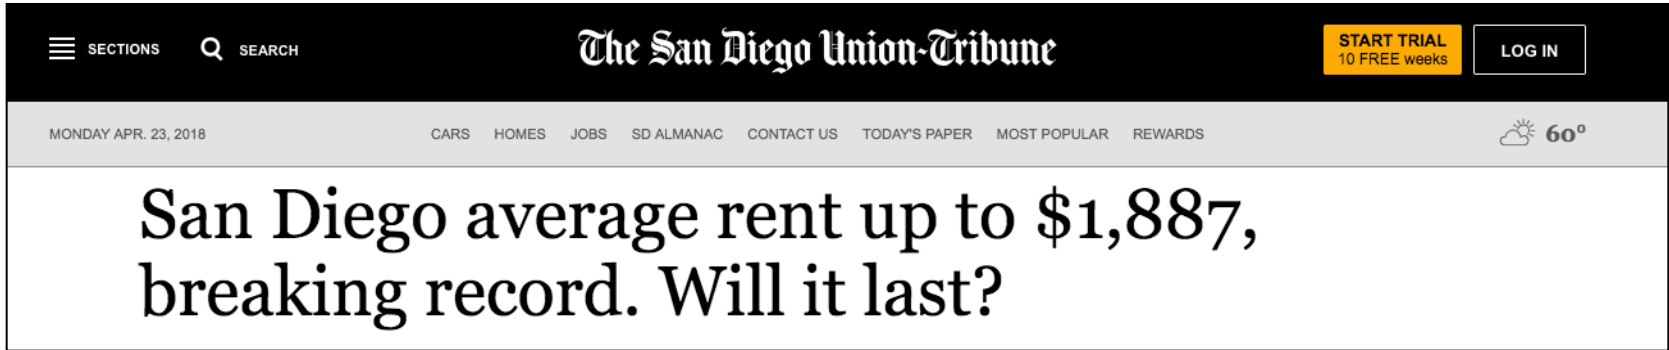 SECTIONS SEARCH The San Diego Union-Tribune START TRIAL
10 FREE weeks LOG IN
MONDAY APR. 23, 2018 CARS HOMES JOBS SD ALMANAC CONTACT US TODAY'S PAPER MOST POPULAR REWARDS 60°
San Diego average rent up to $1,887,
breaking record. Will it last?